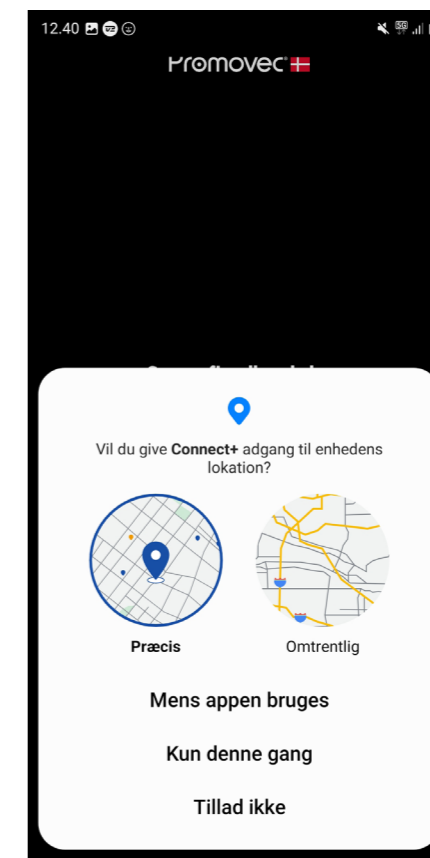 12.40
Promovec
Vil du give Connect+ adgang til enhedens
lokation?
Præcis
Omtrentlig
Mens appen bruges
Kun denne gang
Tillad ikke